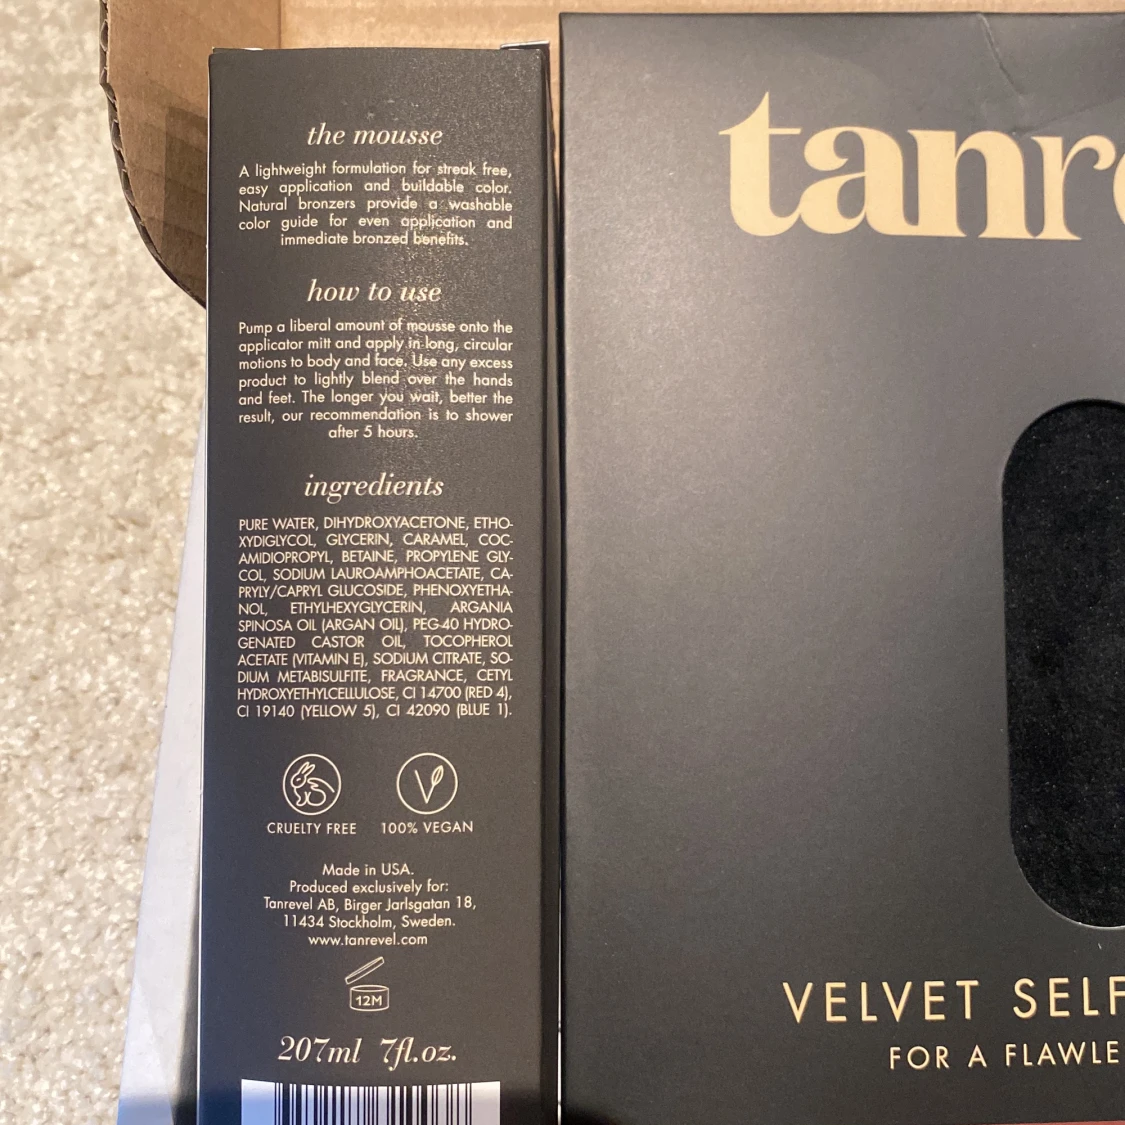 the mousse
A lightweight formulation for streak free,
easy application and buildable color.
Natural bronzers provide a washable
color guide for even application and
immediate bronzed benefits.
how to use
Pump a liberal amount of mousse onto the
applicator mitt and apply in long, circular
motions to body and face. Use any excess
product to lightly blend over the hands
and feet. The longer you wait, better the
result, our recommendation is to shower
after 5 hours.
ingredients
PURE WATER, DIHYDROXYACETONE, ETHO-
XYDIGLYCOL, GLYCERIN, CARAMEL, COC-
AMIDIOPROPYL, BETAINE, PROPYLENE GLY-
COL, SODIUM LAUROAMPHOACETATE, CA-
PRYLY/CAPRYL GLUCOSIDE, PHENOXYETHA-
NOL, ETHYLHEXYGLYCERIN, ARGANIA
SPINOSA OIL (ARGAN OIL), PEG-40 HYDRO-
GENATED CASTOR OIL, TOCOPHEROL
ACETATE (VITAMIN E), SODIUM CITRATE, SO-
DIUM METABISULFITE, FRAGRANCE, CETYL
HYDROXYETHYLCELLULOSE, CI 14700 (RED 4),
CI 19140 (YELLOW 5), CI 42090 (BLUE 1).
CRUELTY FREE 100% VEGAN
Made in USA.
Produced exclusively for:
Tanrevel AB, Birger Jarlsgatan 18,
11434 Stockholm, Sweden.
www.tanrevel.com
12M
207ml 7fl.oz.
tanre
VELVET SELF
FOR A FLAWLE